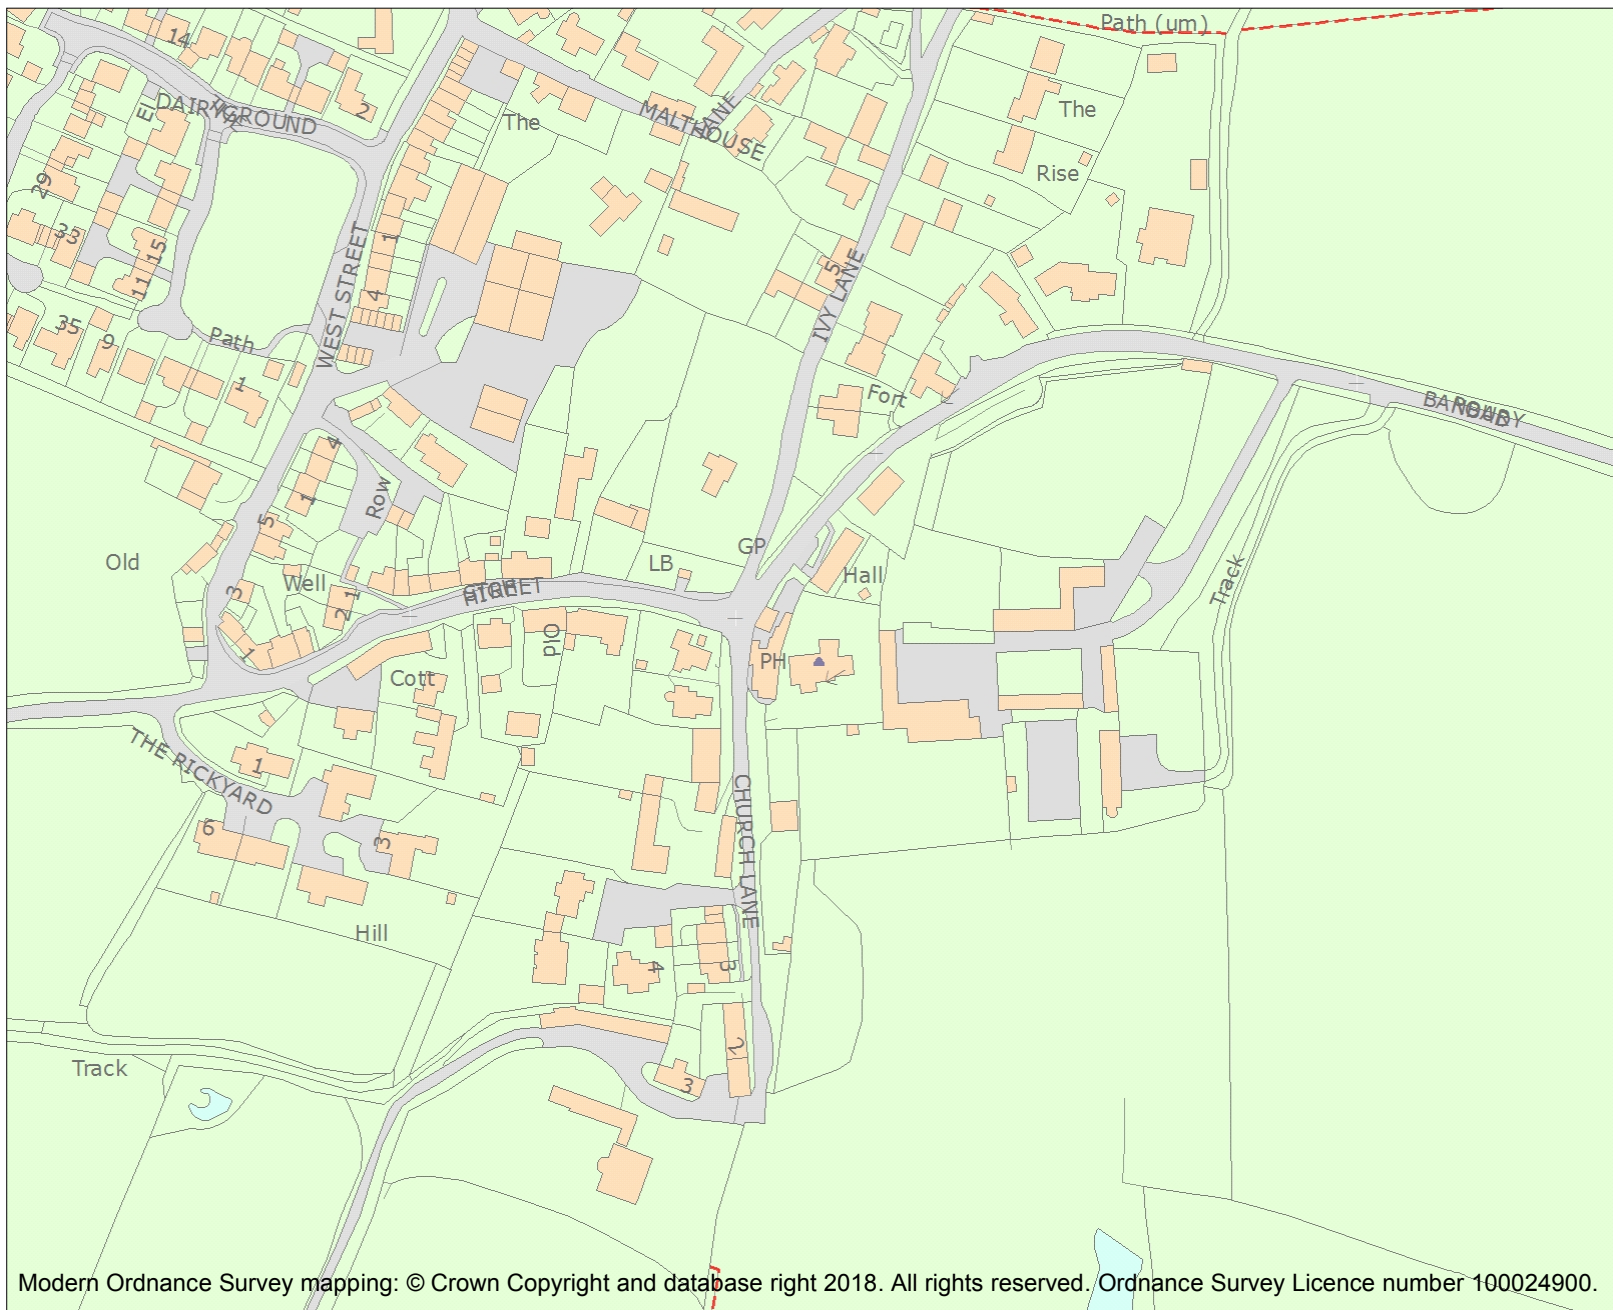 Path (um)
14
DAIRY GROUND
2
El
The
MALTHOUSE
LANE
The
Rise
29
33
15
11
1
4
WEST STREET
5
IVY LANE
35
9
Path
1
Fort
BANBURY
ROAD
4
1
Row
5
Old
Well
3
2
1
1
HIGH
STREET
LB
GP
Hall
Track
Old
PH
Cott
THE RICKYARD
1
6
3
CHURCH LANE
Hill
4
3
Track
2
3
Modern Ordnance Survey mapping: © Crown Copyright and database right 2018. All rights reserved. Ordnance Survey Licence number 100024900.